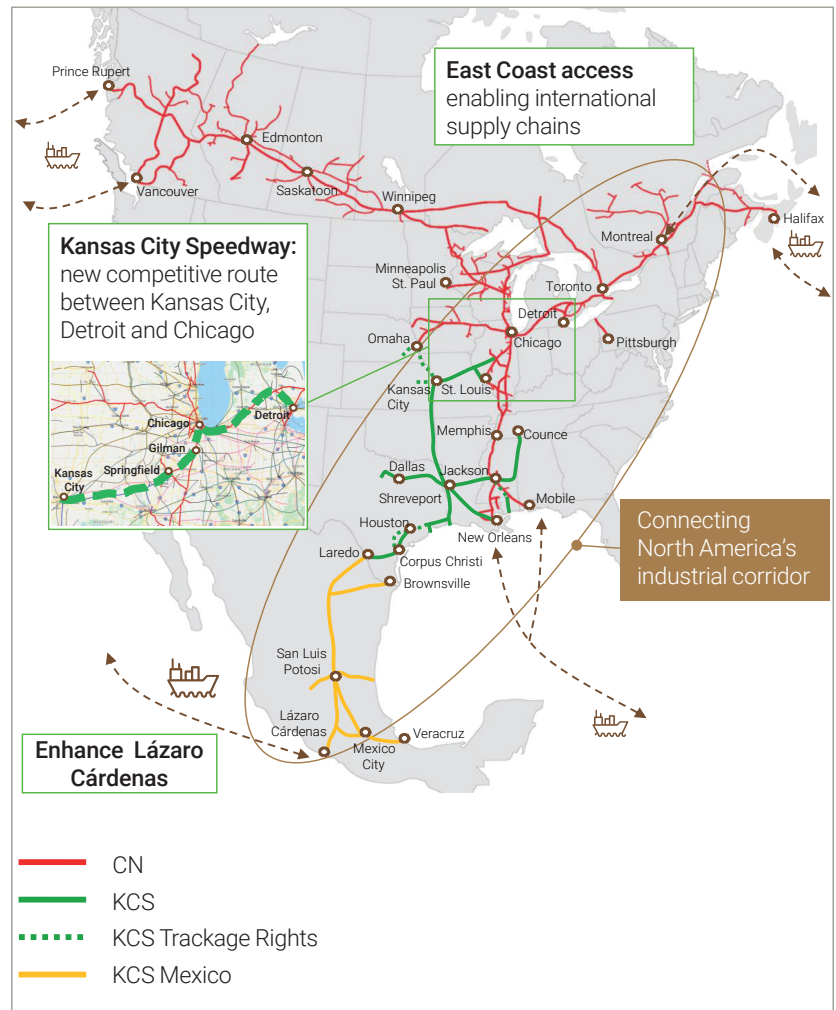 Prince Rupert
East Coast access
enabling international
supply chains
Edmonton
Vancouver
Saskatoon
Winnipeg
Halifax
Montreal
Kansas City Speedway:
new competitive route
between Kansas City,
Detroit and Chicago
Minneapolis
St. Paul
Toronto
Detroit
Omaha
Chicago
Pittsburgh
Kansas
City
St. Louis
Chicago
Detroit
Gilman
Springfield
Kansas
City
Memphis
Counce
Dallas
Jackson
Shreveport
Mobile
Houston
New Orleans
Connecting
North America's
industrial corridor
Laredo
Corpus Christi
Brownsville
San Luis
Potosi
Lázaro
Cárdenas
Mexico
City
Veracruz
Enhance Lázaro
Cárdenas
CN
KCS
KCS Trackage Rights
KCS Mexico